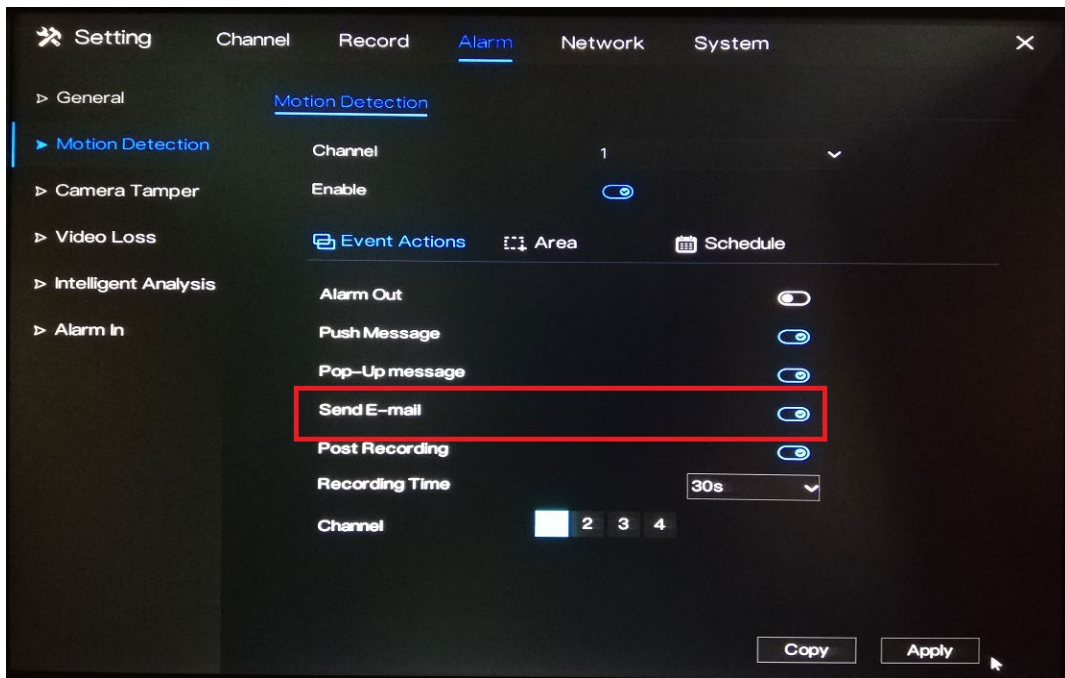 Setting Channel Record Alarm Network System
General
Motion Detection
Camera Tamper
Video Loss
Intelligent Analysis
Alarm In
Motion Detection
Channel 1
Enable
Event Actions Area Schedule
Alarm Out
Push Message
Pop-Up message
Send E-mail
Post Recording
Recording Time 30s
Channel 2 3 4
Copy Apply